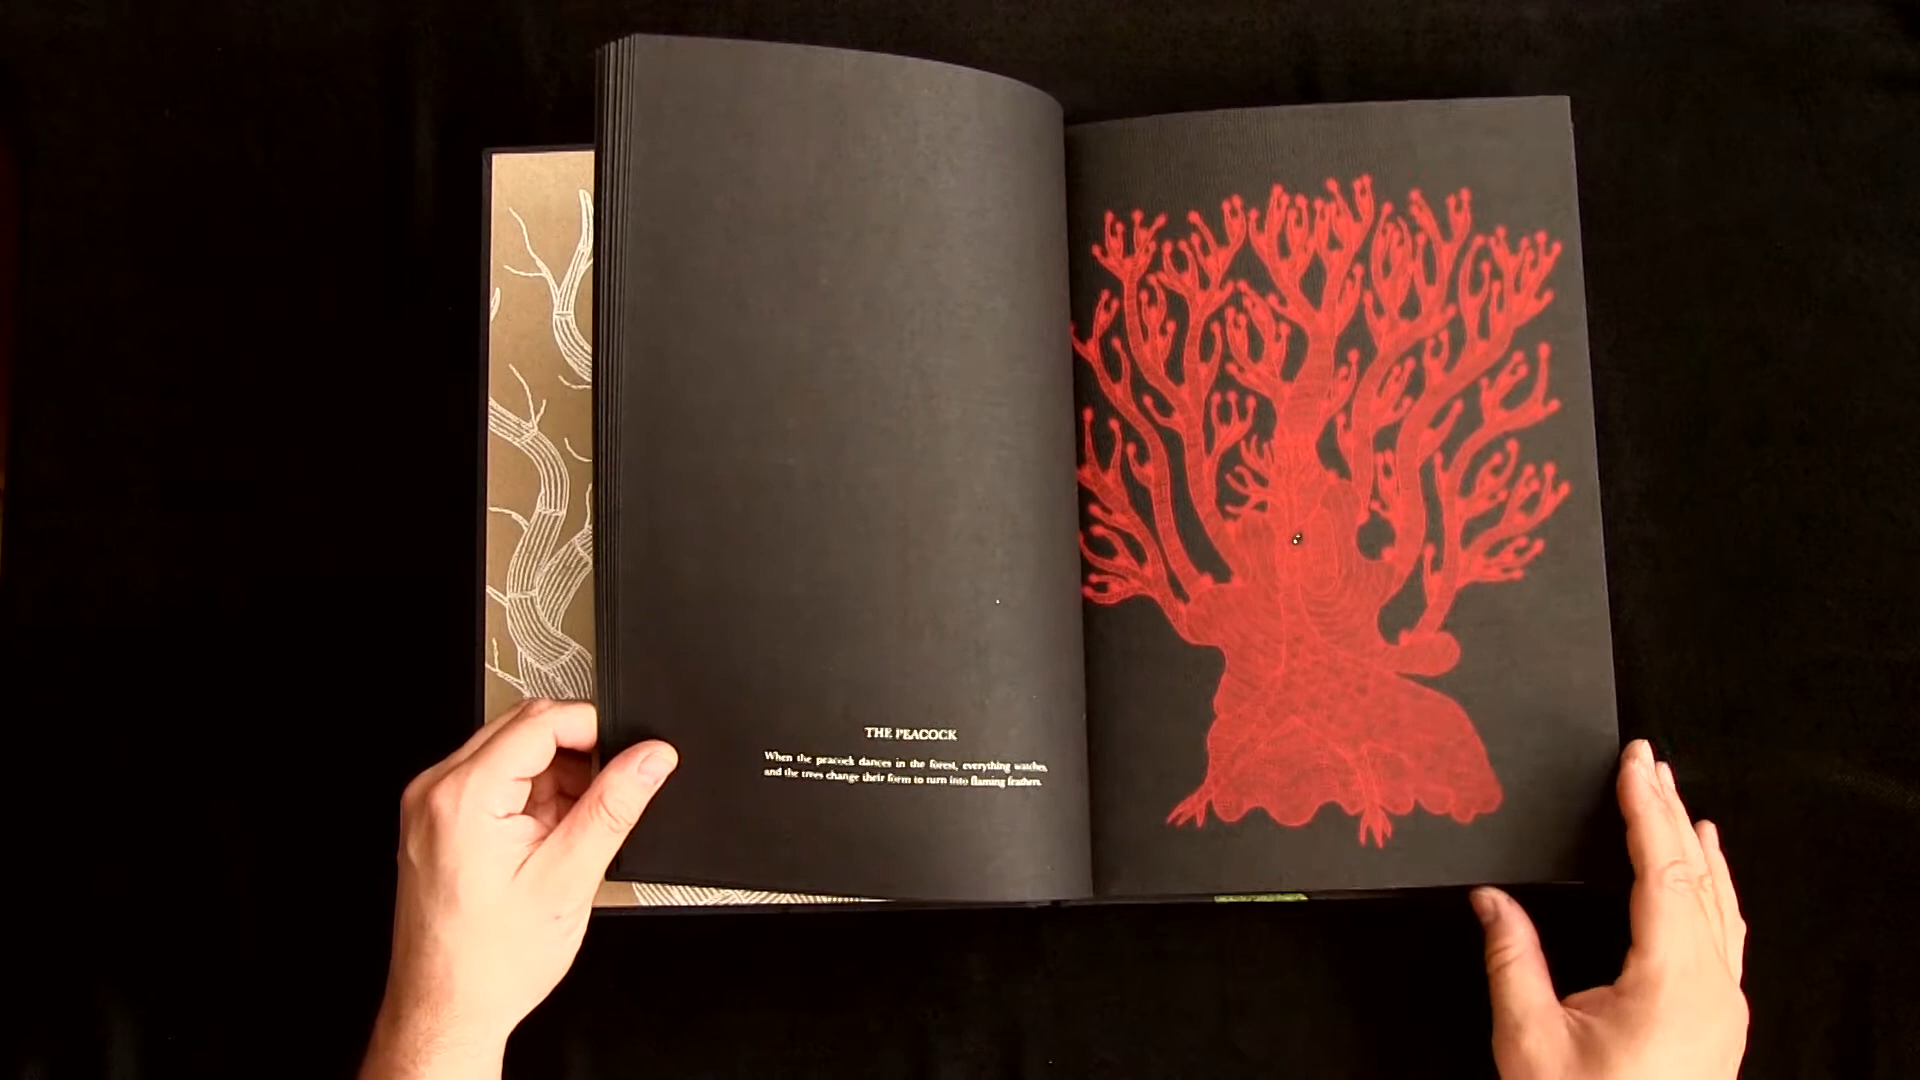 THE PEACOCK
When the peacock dances in the forest, everything watches,
and the trees change their form to turn into flaming feathers.